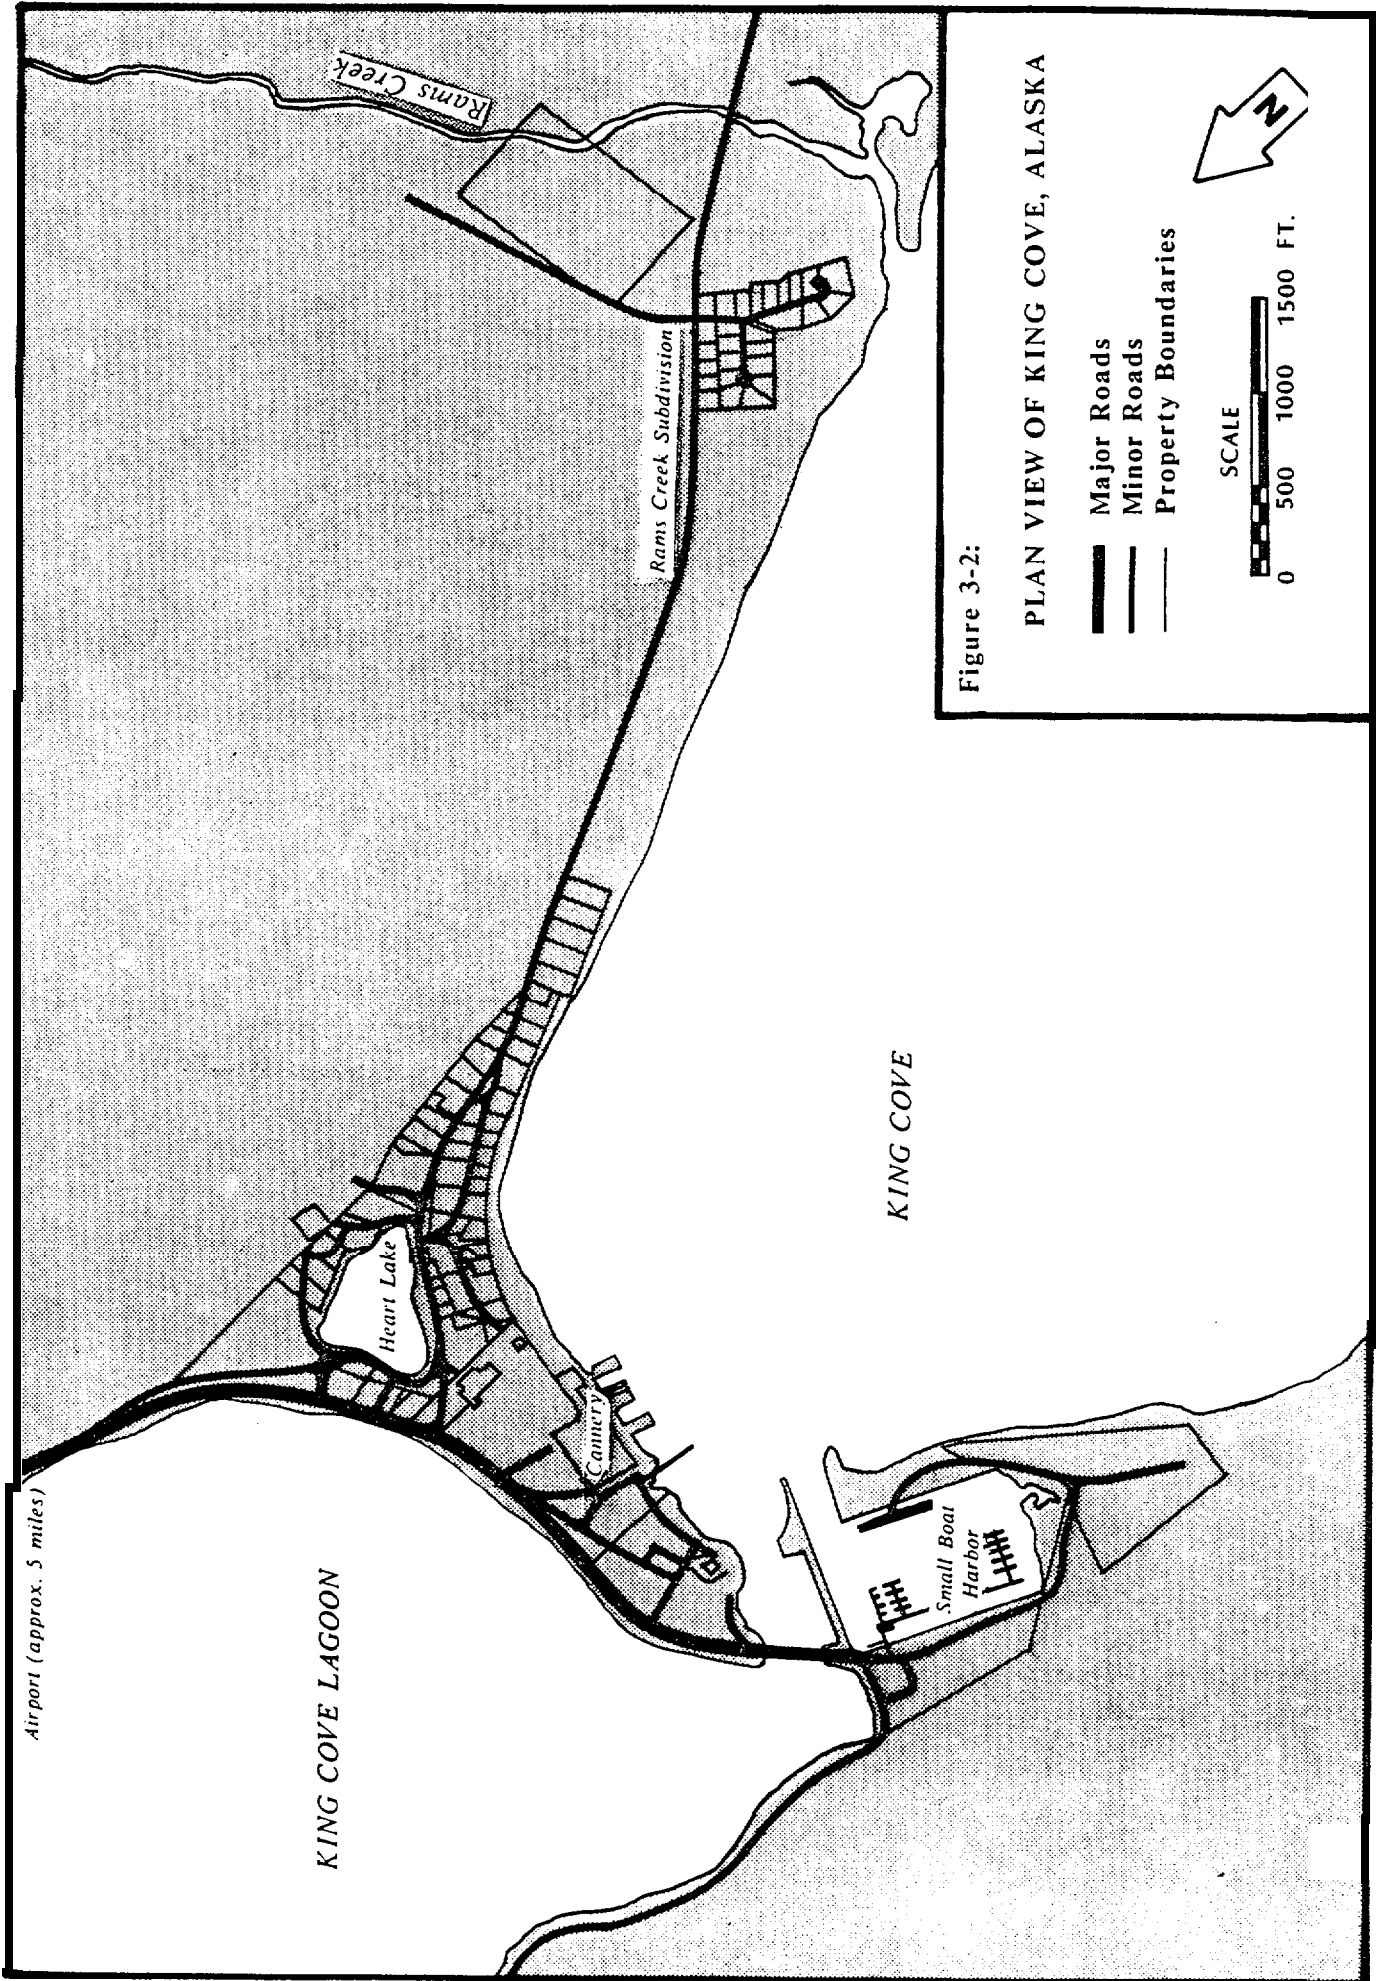 Airport (approx. 5 miles)
KING COVE LAGOON
Heart Lake
Cannery
Small Boat
Harbor
KING COVE
Rams Creek Subdivision
Rams Creek
Figure 3-2:
PLAN VIEW OF KING COVE, ALASKA
Major Roads
Minor Roads
Property Boundaries
SCALE
0 500 1000 1500 FT.
N